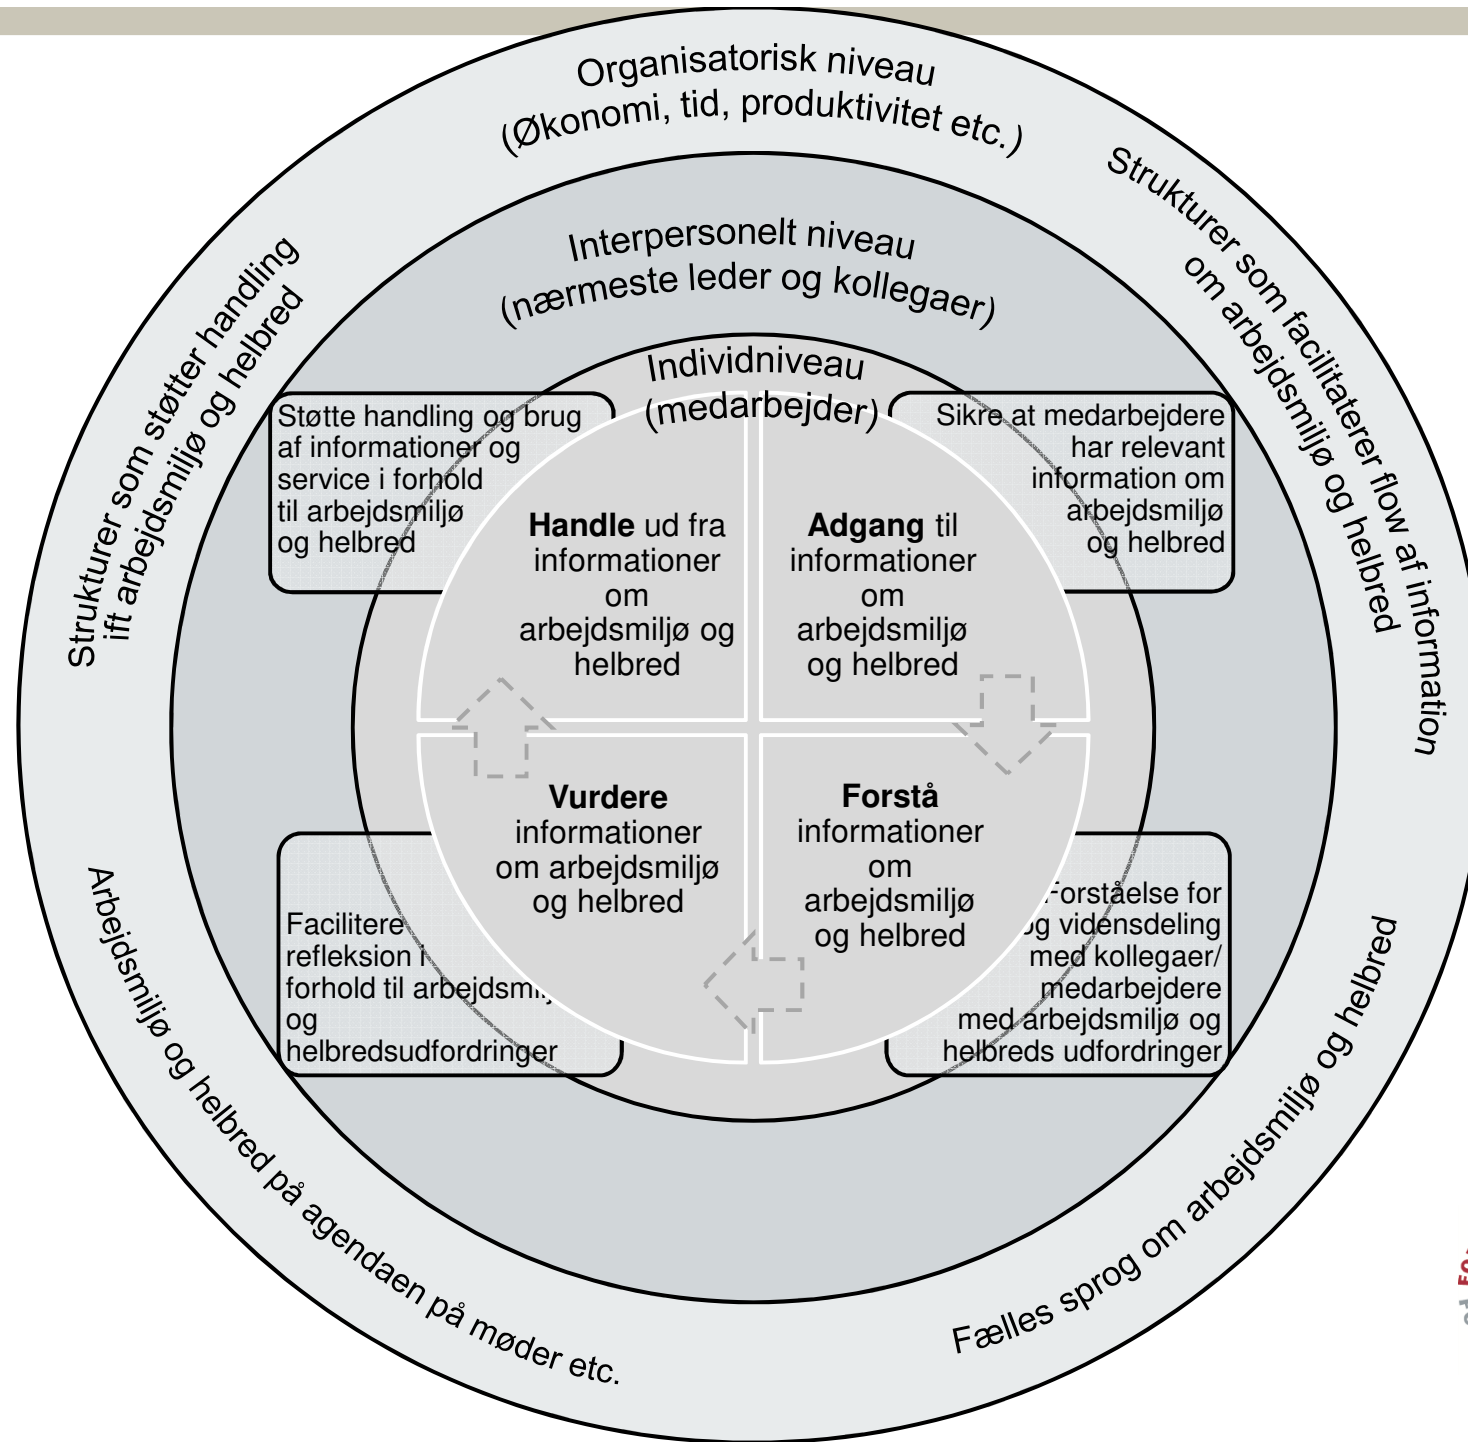 Organisatorisk niveau
(Økonomi, tid, produktivitet etc.)
Strukturer som støtter handling
ift arbejdsmiljø og helbred
Strukturer som facilitaterer flow af information
om arbejdsmiljø og helbred
Interpersonelt niveau
(nærmeste leder og kollegaer)
Individniveau
(medarbejder)
Støtte handling og brug
af informationer og
service i forhold
til arbejdsmiljø
og helbred
Sikre at medarbejdere
har relevant
information om
arbejdsmiljø
og helbred
Handle ud fra
informationer
om
arbejdsmiljø og
helbred
Adgang til
informationer
om
arbejdsmiljø
og helbred
Vurdere
informationer
om arbejdsmiljø
og helbred
Forstå
informationer
om
arbejdsmiljø
og helbred
Facilitere
refleksion i
forhold til arbejdsmilj
og
helbredsudfordringer
Forståelse for
og vidensdeling
med kollegaer/
medarbejdere
med arbejdsmiljø og
helbreds udfordringer
Arbejdsmiljø og helbred på agendaen på møder etc.
Fælles sprog om arbejdsmiljø og helbred